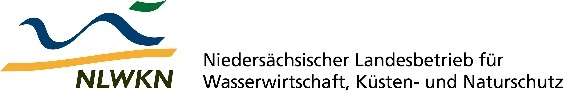 NLWKN
Niedersächsischer Landesbetrieb für
Wasserwirtschaft, Küsten- und Naturschutz